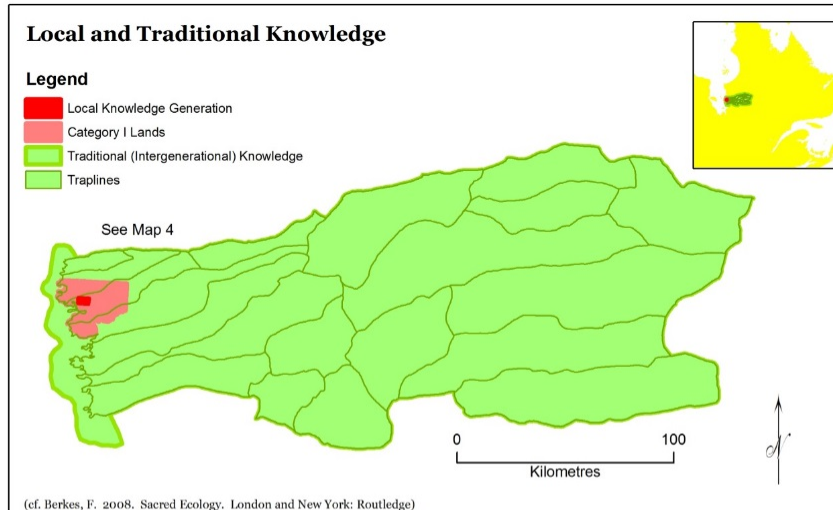 Local and Traditional Knowledge
Legend
Local Knowledge Generation
Category I Lands
Traditional (Intergenerational) Knowledge
Traplines
See Map 4
0 100
Kilometres
N
(cf. Berkes, F. 2008. Sacred Ecology. London and New York: Routledge)